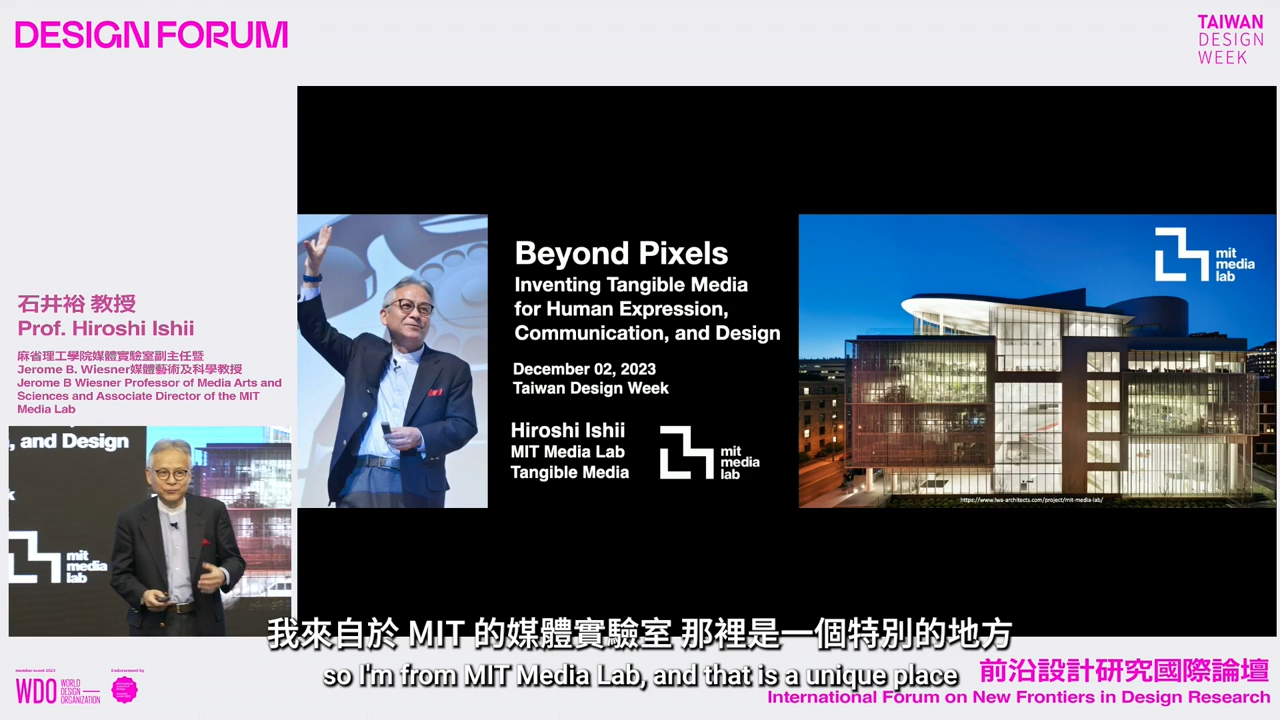 DESIGN FORUM
TAIWAN
DESIGN
WEEK
石井裕 教授
Prof. Hiroshi Ishii
麻省理工學院媒體實驗室副主任暨
Jerome B. Wiesner媒體藝術及科學教授
Jerome B Wiesner Professor of Media Arts and
Sciences and Associate Director of the MIT
Media Lab
, and Design
mit
media
lab
Beyond Pixels
Inventing Tangible Media
for Human Expression,
Communication, and Design
December 02, 2023
Taiwan Design Week
Hiroshi Ishii
MIT Media Lab
Tangible Media
mit
media
lab
mit
media
lab
https://www.lwa-architects.com/project/mit-media-lab/
我來自於 MIT 的媒體實驗室 那裡是一個特別的地方
so I'm from MIT Media Lab, and that is a unique place
member event 2023
WDO
WORLD
DESIGN
ORGANIZATION
Endorsement by
前沿設計研究國際論壇
International Forum on New Frontiers in Design Research